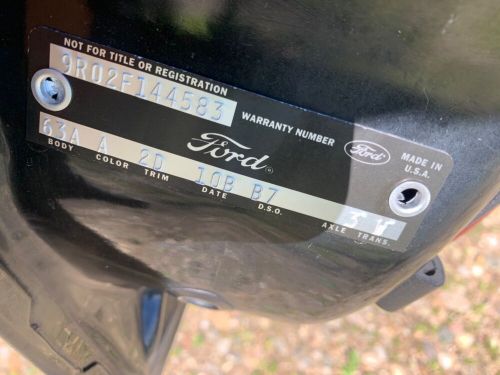 NOT FOR TITLE OR REGISTRATION
9R02F144583
WARRANTY NUMBER
Ford
MADE IN
U.S.A.
Ford
63A A 2D 10B B7
BODY COLOR TRIM DATE D.S.O. AXLE TRANS.